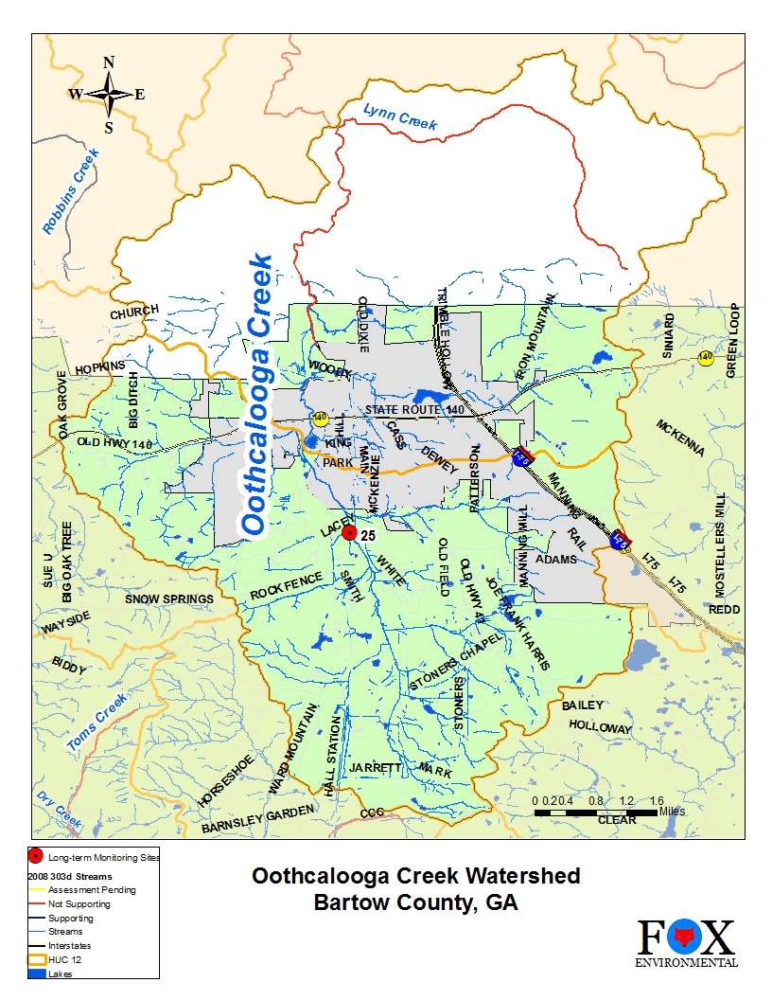 N
W E
S
Lynn Creek
Robbins Creek
Oothcalooga Creek
CHURCH
OLD DIXIE
TRIMBLE HOLLOW
IRON MOUNTAIN
SINIARD
GREEN LOOP
140
HOPKINS
WOODY
OAK GROVE
BIG DITCH
STATE ROUTE 140
140
HILL
OLD HWY 140
KING
CASS
MCKENNA
PARK
MAIN
DEWEY
I-75
MCKENZIE
PATTERSON
MANNING
LACEY
25
MANNING MILL
RAIL
I-75
MOSTELLERS MILL
SUE U
BIG OAK TREE
WHITE
OLD FIELD
OLD HWY 41
ADAMS
I-75
I-75
ROCK FENCE
SMITH
JOE FRANK HARRIS
SNOW SPRINGS
REDD
WAYSIDE
BIDDY
STONERS CHAPEL
STONERS
BAILEY
HOLLOWAY
Toms Creek
WARD MOUNTAIN
HALL STATION
HORSESHOE
JARRETT
MARK
Dry Creek
BARNSLEY GARDEN
CCC
0 0.20.4 0.8 1.2 1.6
Miles
CLEAR
Long-term Monitoring Sites
2008 303d Streams
Assessment Pending
Not Supporting
Supporting
Streams
Interstates
HUC 12
Lakes
Oothcalooga Creek Watershed
Bartow County, GA
FOX
ENVIRONMENTAL